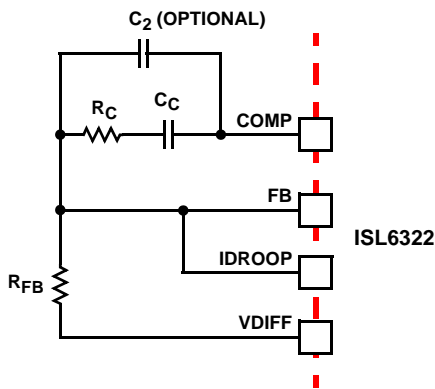 C2 (OPTIONAL)
RC
CC
COMP
FB
ISL6322
IDROOP
RFB
VDIFF